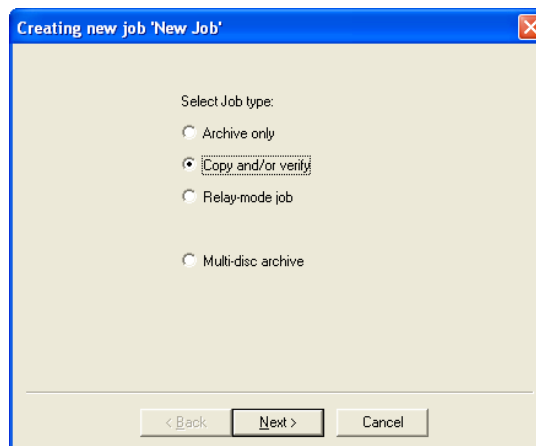 Creating new job 'New Job'
Select Job type:
Archive only
Copy and/or verify
Relay-mode job
Multi-disc archive
< Back
Next >
Cancel